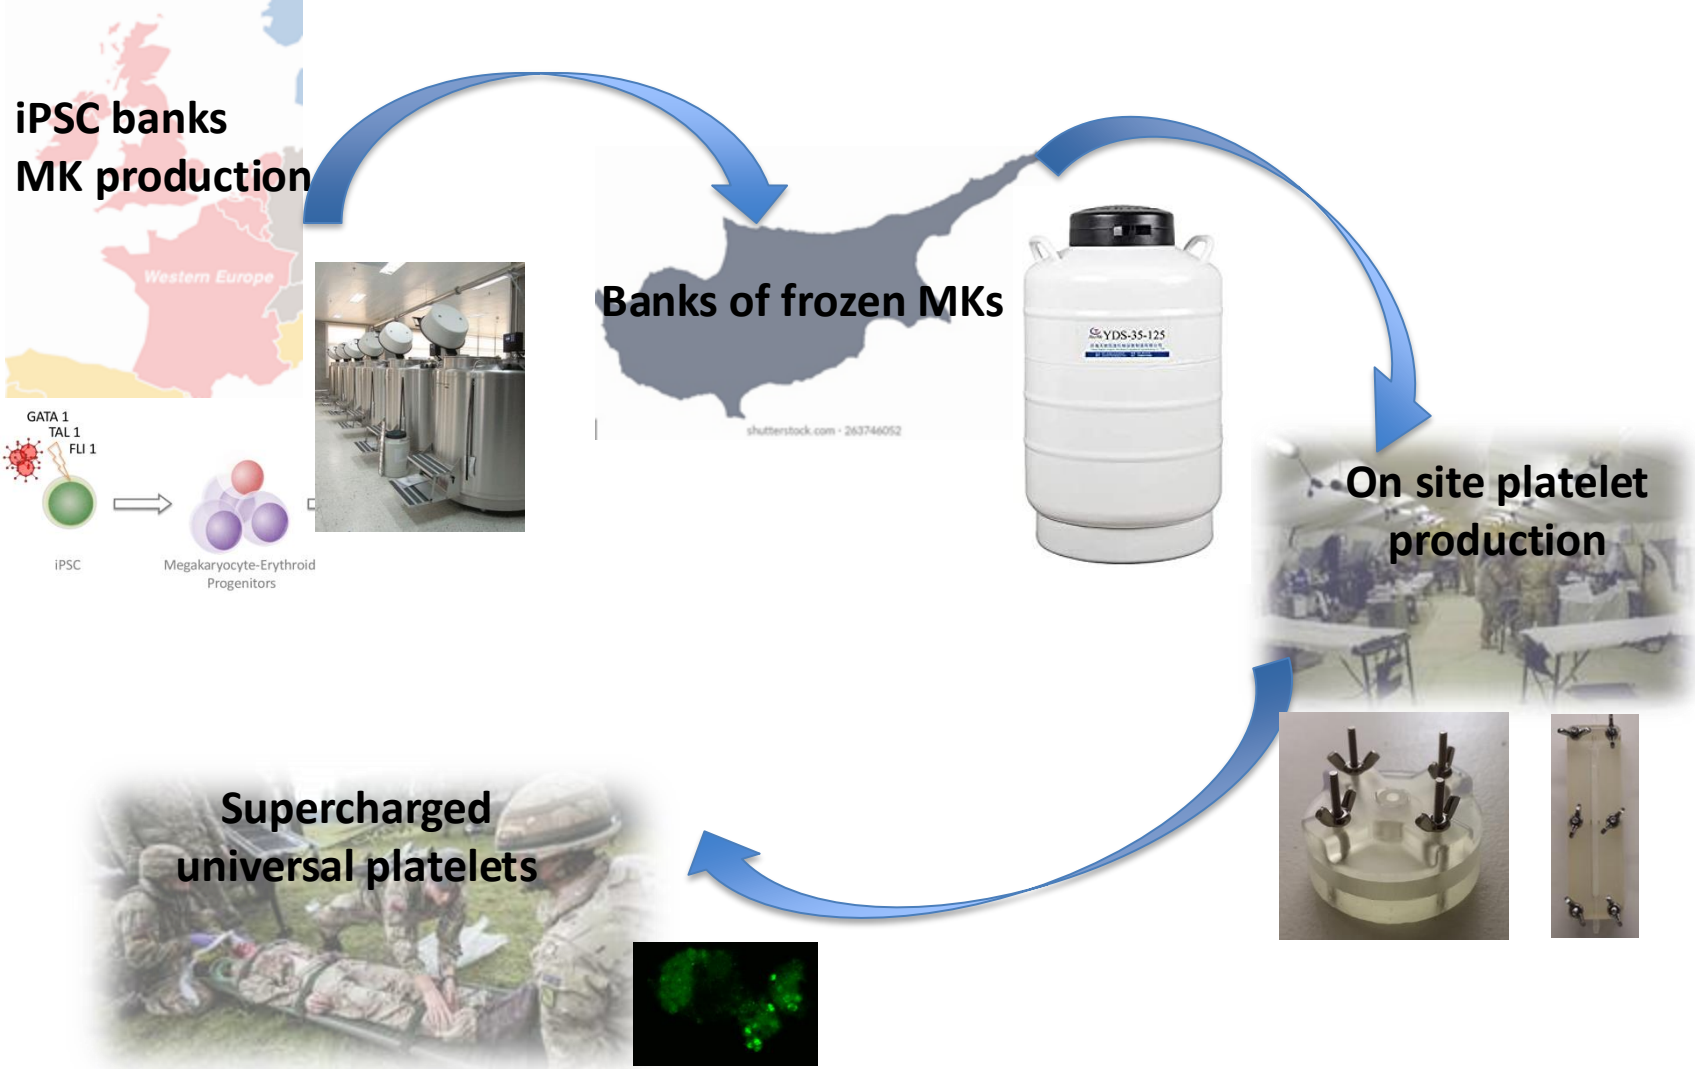 iPSC banks
MK production
Western Europe
GATA 1
TAL 1
FLI 1
iPSC
Megakaryocyte-Erythroid
Progenitors
Banks of frozen MKs
shutterstock.com · 263746052
YDS-35-125
On site platelet
production
Supercharged
universal platelets